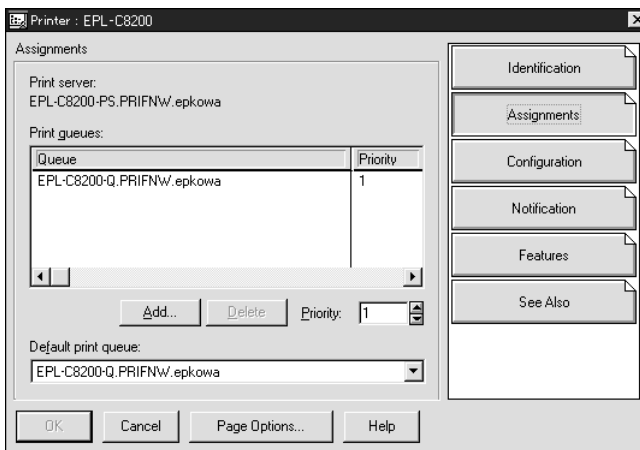 Printer : EPL-C8200
Assignments
Print server:
EPL-C8200-PS.PRIFNW.epkowa
Print queues:
Queue Priority
EPL-C8200-Q.PRIFNW.epkowa 1
Add... Delete Priority: 1
Default print queue:
EPL-C8200-Q.PRIFNW.epkowa
OK Cancel Page Options... Help
Identification
Assignments
Configuration
Notification
Features
See Also